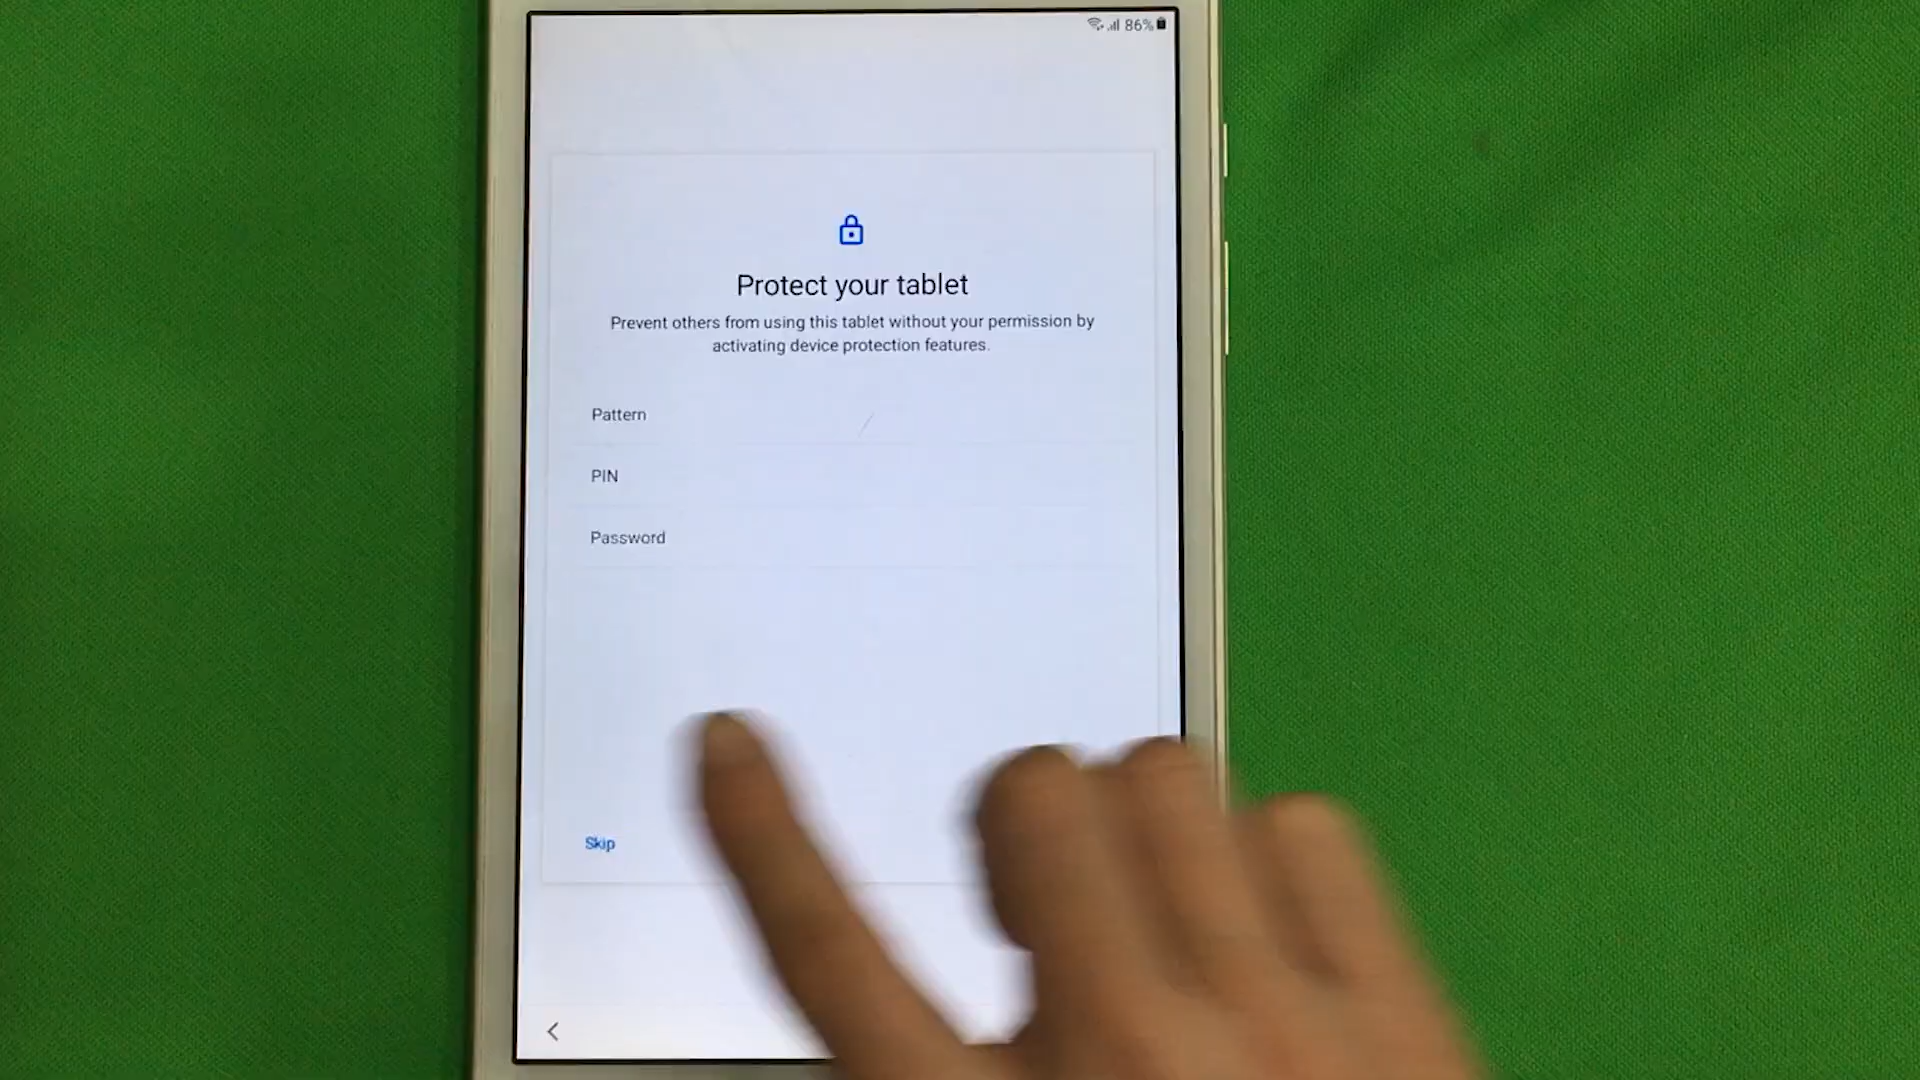 86%
Protect your tablet
Prevent others from using this tablet without your permission by
activating device protection features.
Pattern
PIN
Password
Skip